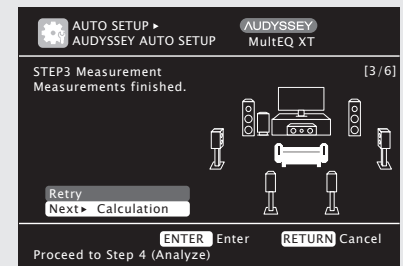 AUTO SETUP ▸
AUDYSSEY AUTO SETUP
AUDYSSEY
MultEQ XT
STEP3 Measurement [3/6]
Measurements finished.
Retry
Next▸ Calculation
ENTER Enter RETURN Cancel
Proceed to Step 4 (Analyze)